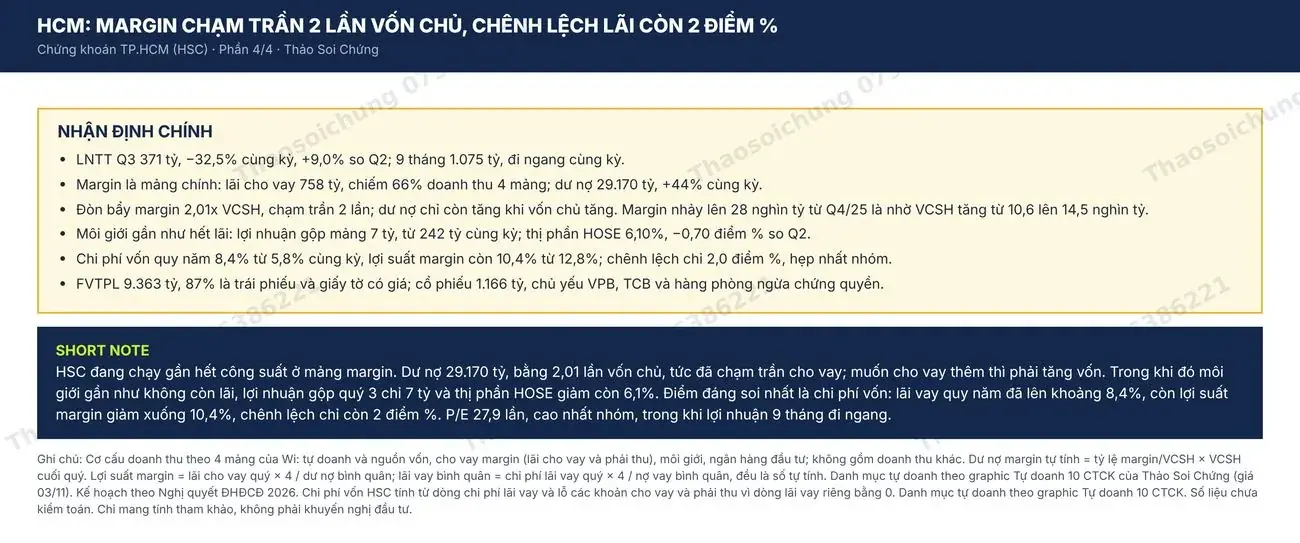 HCM: MARGIN CHẠM TRẦN 2 LẦN VỐN CHỦ, CHÊNH LỆCH LÃI CÒN 2 ĐIỂM %
Chứng khoán TP.HCM (HSC) · Phần 4/4 · Thảo Soi Chứng
NHẬN ĐỊNH CHÍNH
• LNTT Q3 371 tỷ, −32,5% cùng kỳ, +9,0% so Q2; 9 tháng 1.075 tỷ, đi ngang cùng kỳ.
• Margin là mảng chính: lãi cho vay 758 tỷ, chiếm 66% doanh thu 4 mảng; dư nợ 29.170 tỷ, +44% cùng kỳ.
• Đòn bẩy margin 2,01x VCSH, chạm trần 2 lần; dư nợ chỉ còn tăng khi vốn chủ tăng. Margin nhảy lên 28 nghìn tỷ từ Q4/25 là nhờ VCSH tăng từ 10,6 lên 14,5 nghìn tỷ.
• Môi giới gần như hết lãi: lợi nhuận gộp mảng 7 tỷ, từ 242 tỷ cùng kỳ; thị phần HOSE 6,10%, −0,70 điểm % so Q2.
• Chi phí vốn quy năm 8,4% từ 5,8% cùng kỳ, lợi suất margin còn 10,4% từ 12,8%; chênh lệch chỉ 2,0 điểm %, hẹp nhất nhóm.
• FVTPL 9.363 tỷ, 87% là trái phiếu và giấy tờ có giá; cổ phiếu 1.166 tỷ, chủ yếu VPB, TCB và hàng phòng ngừa chứng quyền.
SHORT NOTE
HSC đang chạy gần hết công suất ở mảng margin. Dư nợ 29.170 tỷ, bằng 2,01 lần vốn chủ, tức đã chạm trần cho vay; muốn cho vay thêm thì phải tăng vốn. Trong khi đó môi
giới gần như không còn lãi, lợi nhuận gộp quý 3 chỉ 7 tỷ và thị phần HOSE giảm còn 6,1%. Điểm đáng soi nhất là chi phí vốn: lãi vay quy năm đã lên khoảng 8,4%, còn lợi suất
margin giảm xuống 10,4%, chênh lệch chỉ còn 2 điểm %. P/E 27,9 lần, cao nhất nhóm, trong khi lợi nhuận 9 tháng đi ngang.
Ghi chú: Cơ cấu doanh thu theo 4 mảng của Wi: tự doanh và nguồn vốn, cho vay margin (lãi cho vay và phải thu), môi giới, ngân hàng đầu tư; không gồm doanh thu khác. Dư nợ margin tự tính = tỷ lệ margin/VCSH × VCSH
cuối quý. Lợi suất margin = lãi cho vay quý × 4 / dư nợ bình quân; lãi vay bình quân = chi phí lãi vay quý × 4 / nợ vay bình quân, đều là số tự tính. Danh mục tự doanh theo graphic Tự doanh 10 CTCK của Thảo Soi Chứng (giá
03/11). Kế hoạch theo Nghị quyết ĐHĐCĐ 2026. Chi phí vốn HSC tính từ dòng chi phí lãi vay và lỗ các khoản cho vay và phải thu vì dòng lãi vay riêng bằng 0. Danh mục tự doanh theo graphic Tự doanh 10 CTCK. Số liệu chưa
kiểm toán. Chỉ mang tính tham khảo, không phải khuyến nghị đầu tư.